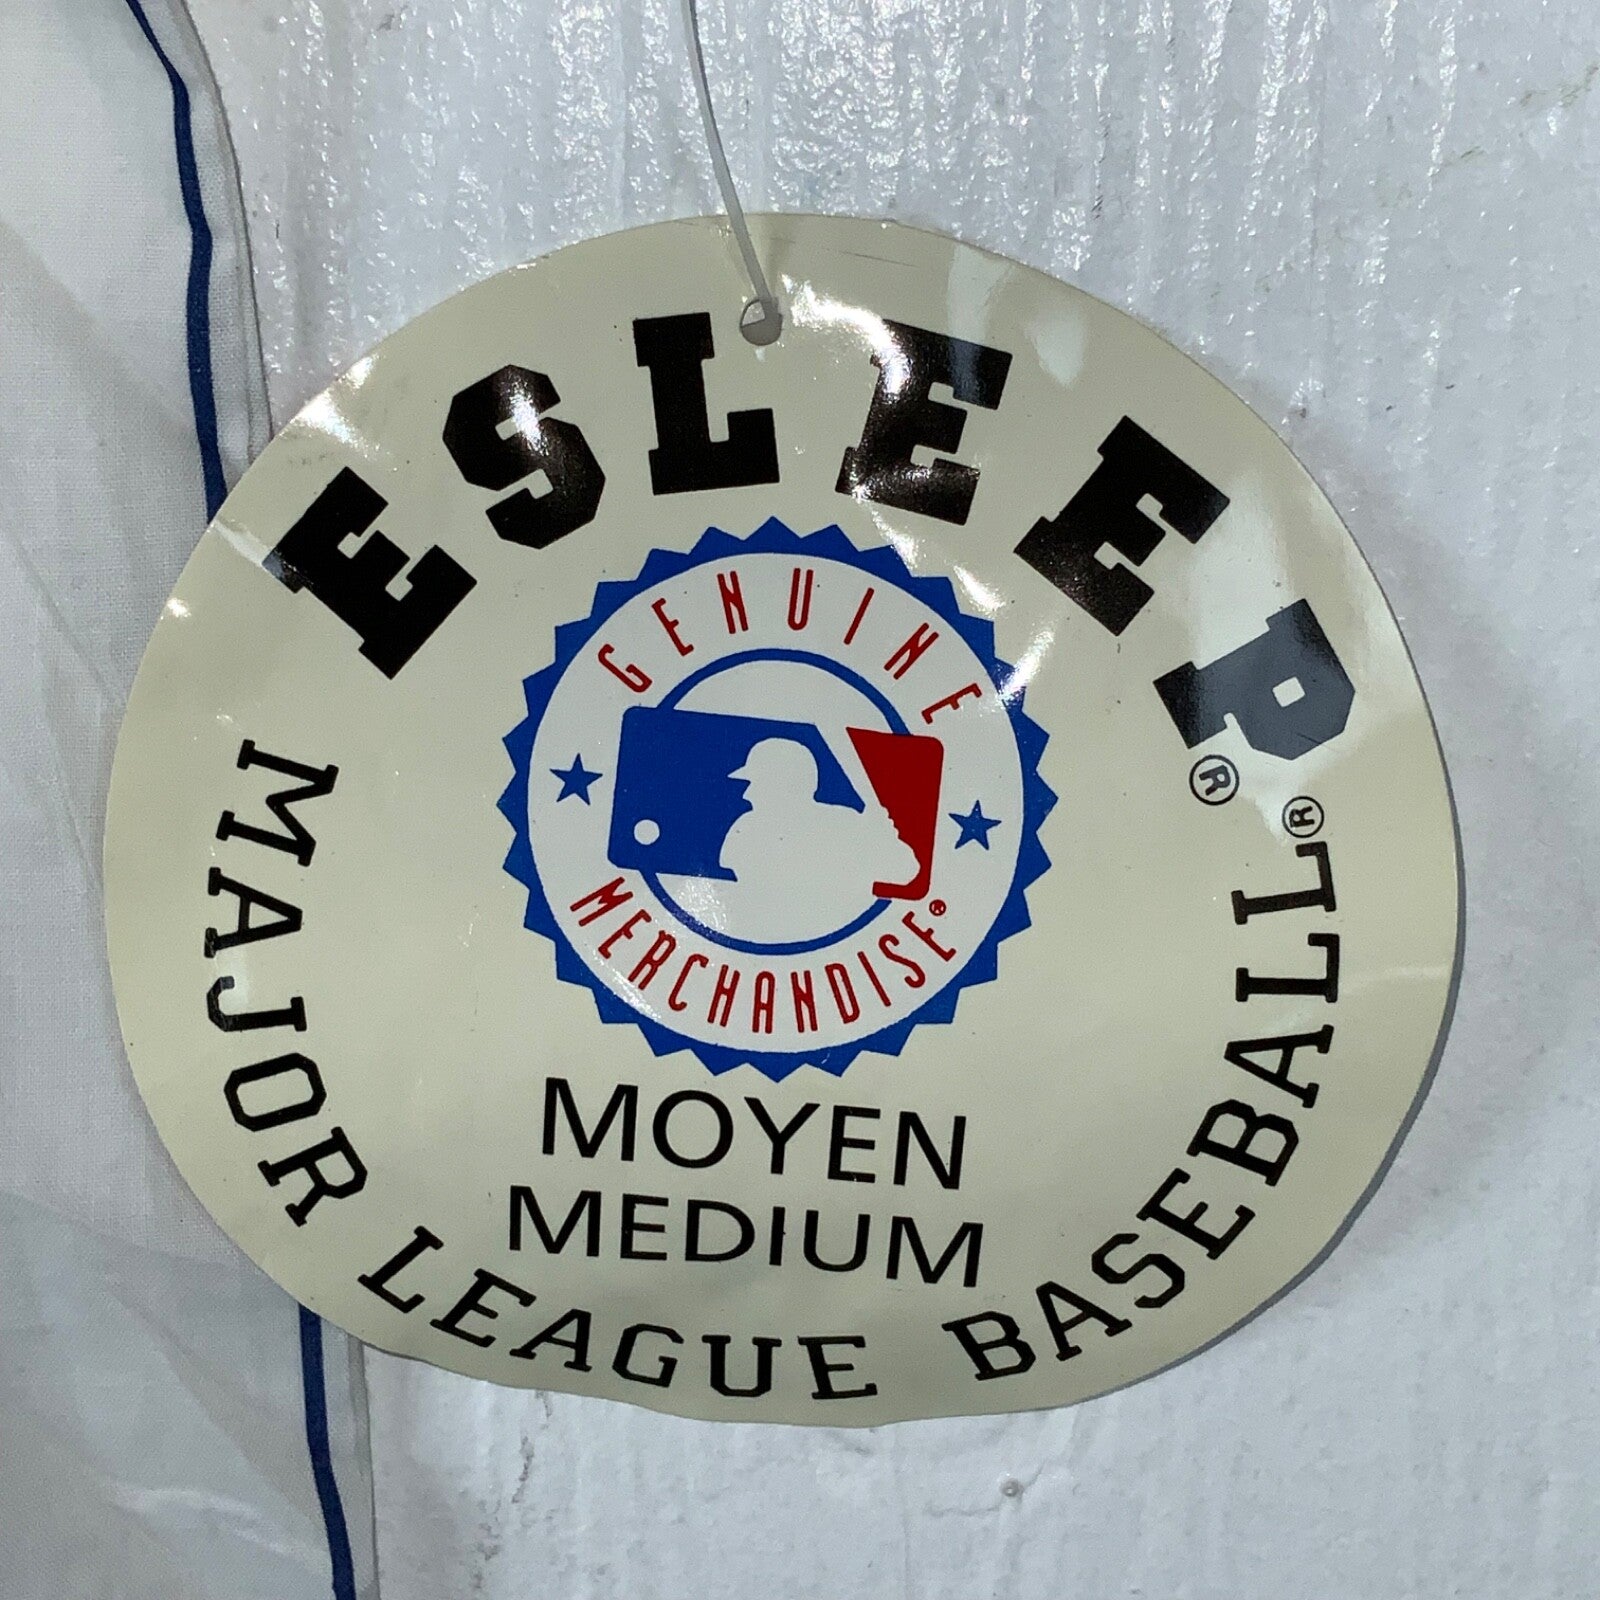 ESLEEP®
GENUINE
MERCHANDISE®
MOYEN
MEDIUM
MAJOR LEAGUE BASEBALL®